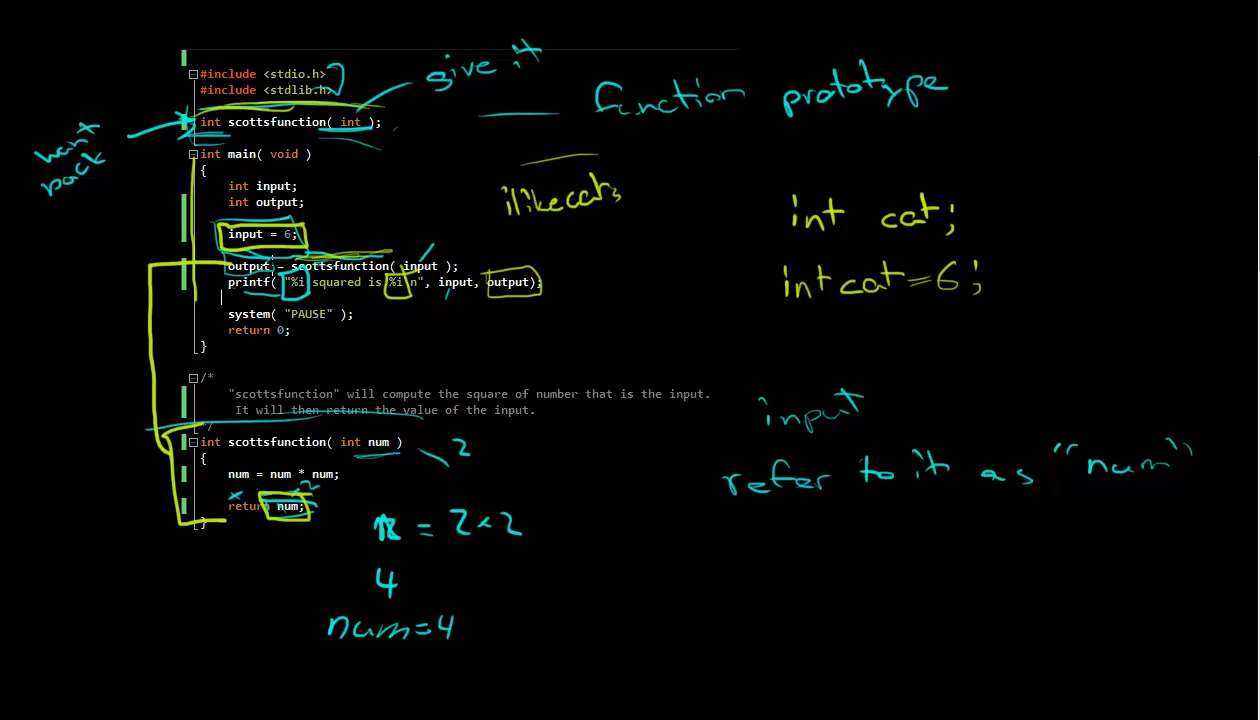 give it
#include <stdio.h>
#include <stdlib.h>
function prototype
int scottsfunction( int );
want
back
int main( void )
{
int input;
int output;
ilikecats
int cat;
input = 6;
output = scottsfunction( input );
printf( "%i squared is %i\n", input, output);
int cat=6;
system( "PAUSE" );
return 0;
}
/*
"scottsfunction" will compute the square of number that is the input.
It will then return the value of the input.
*/
input
int scottsfunction( int num )
2
{
refer to it as "num"
num = num * num;
2
return num;
}
= 2×2
4
num=4